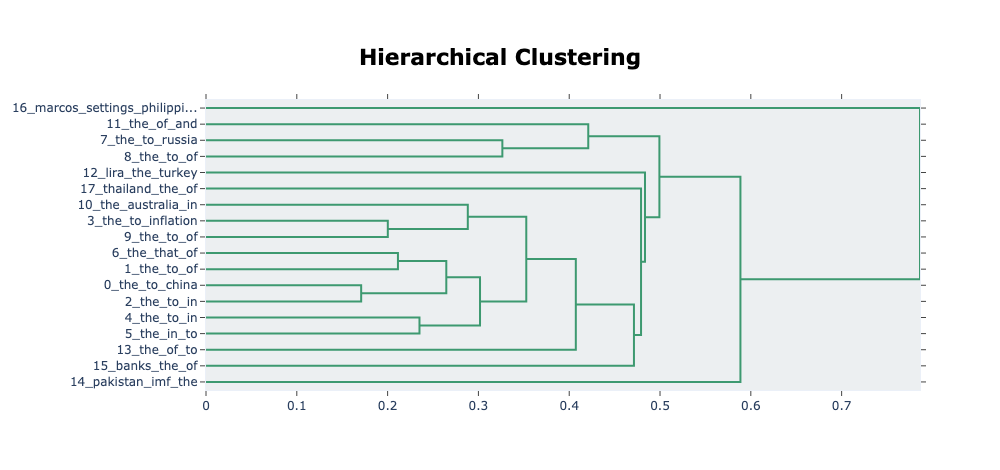 Hierarchical Clustering
16_marcos_settings_philippi...
11_the_of_and
7_the_to_russia
8_the_to_of
12_lira_the_turkey
17_thailand_the_of
10_the_australia_in
3_the_to_inflation
9_the_to_of
6_the_that_of
1_the_to_of
0_the_to_china
2_the_to_in
4_the_to_in
5_the_in_to
13_the_of_to
15_banks_the_of
14_pakistan_imf_the
0 0.1 0.2 0.3 0.4 0.5 0.6 0.7